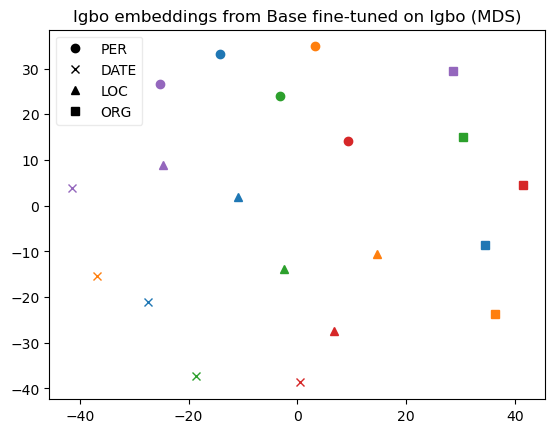 Igbo embeddings from Base fine-tuned on Igbo (MDS)
PER
DATE
LOC
ORG
30
20
10
0
−10
−20
−30
−40
−40 −20 0 20 40